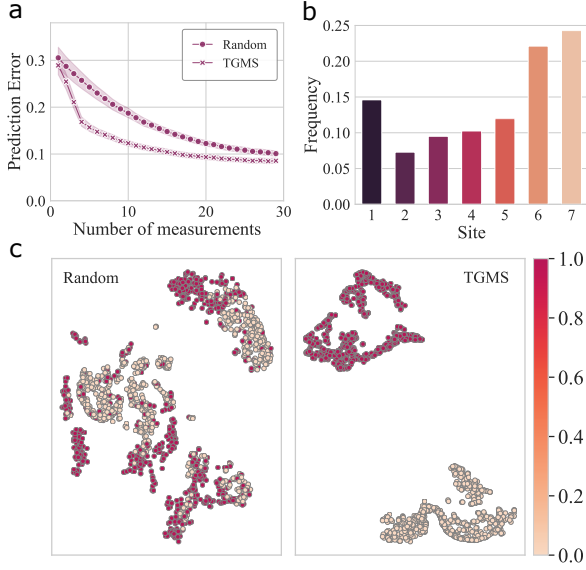 a
Prediction Error
0.3
0.2
0.1
0.0
Random
TGMS
0
10
20
30
Number of measurements
b
Frequency
0.25
0.20
0.15
0.10
0.05
0.00
1 2 3 4 5 6 7
Site
c
Random
TGMS
1.0
0.8
0.6
0.4
0.2
0.0